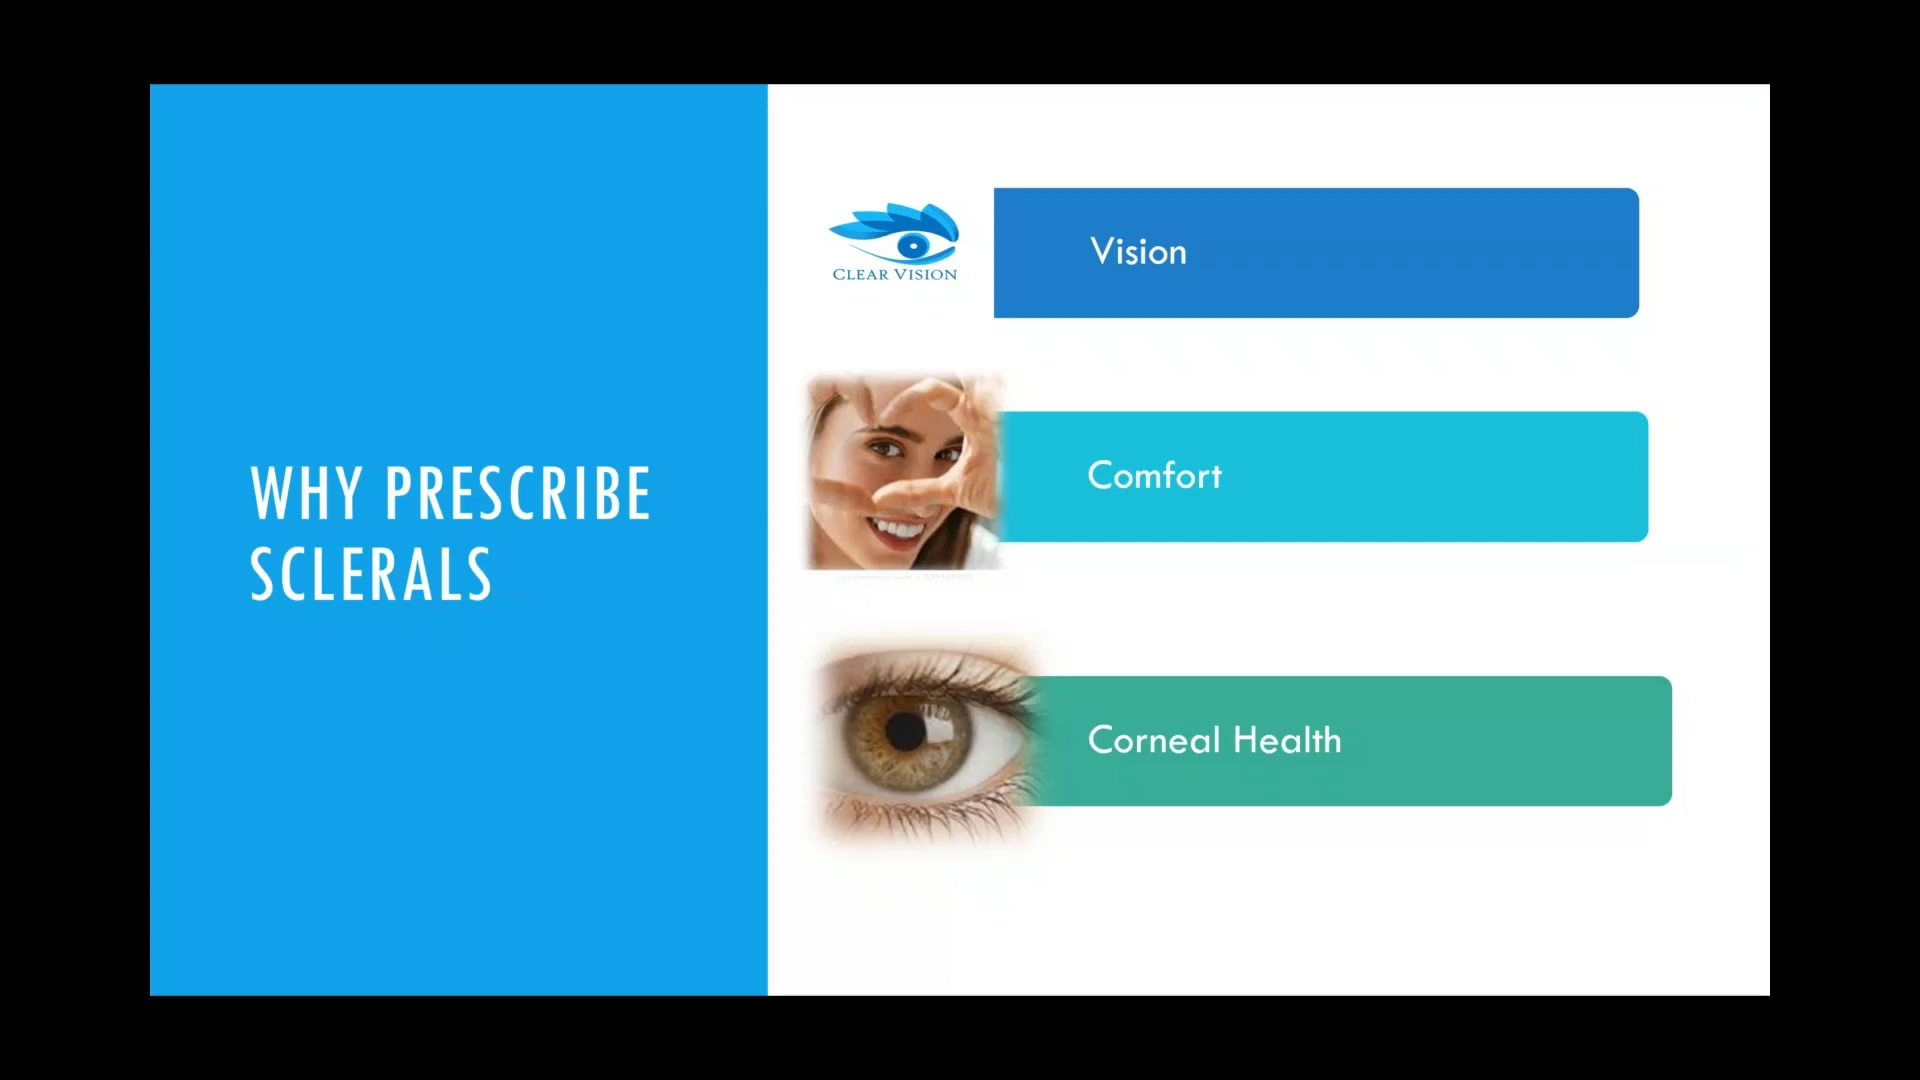 WHY PRESCRIBE
SCLERALS
CLEAR VISION
Vision
Comfort
Corneal Health